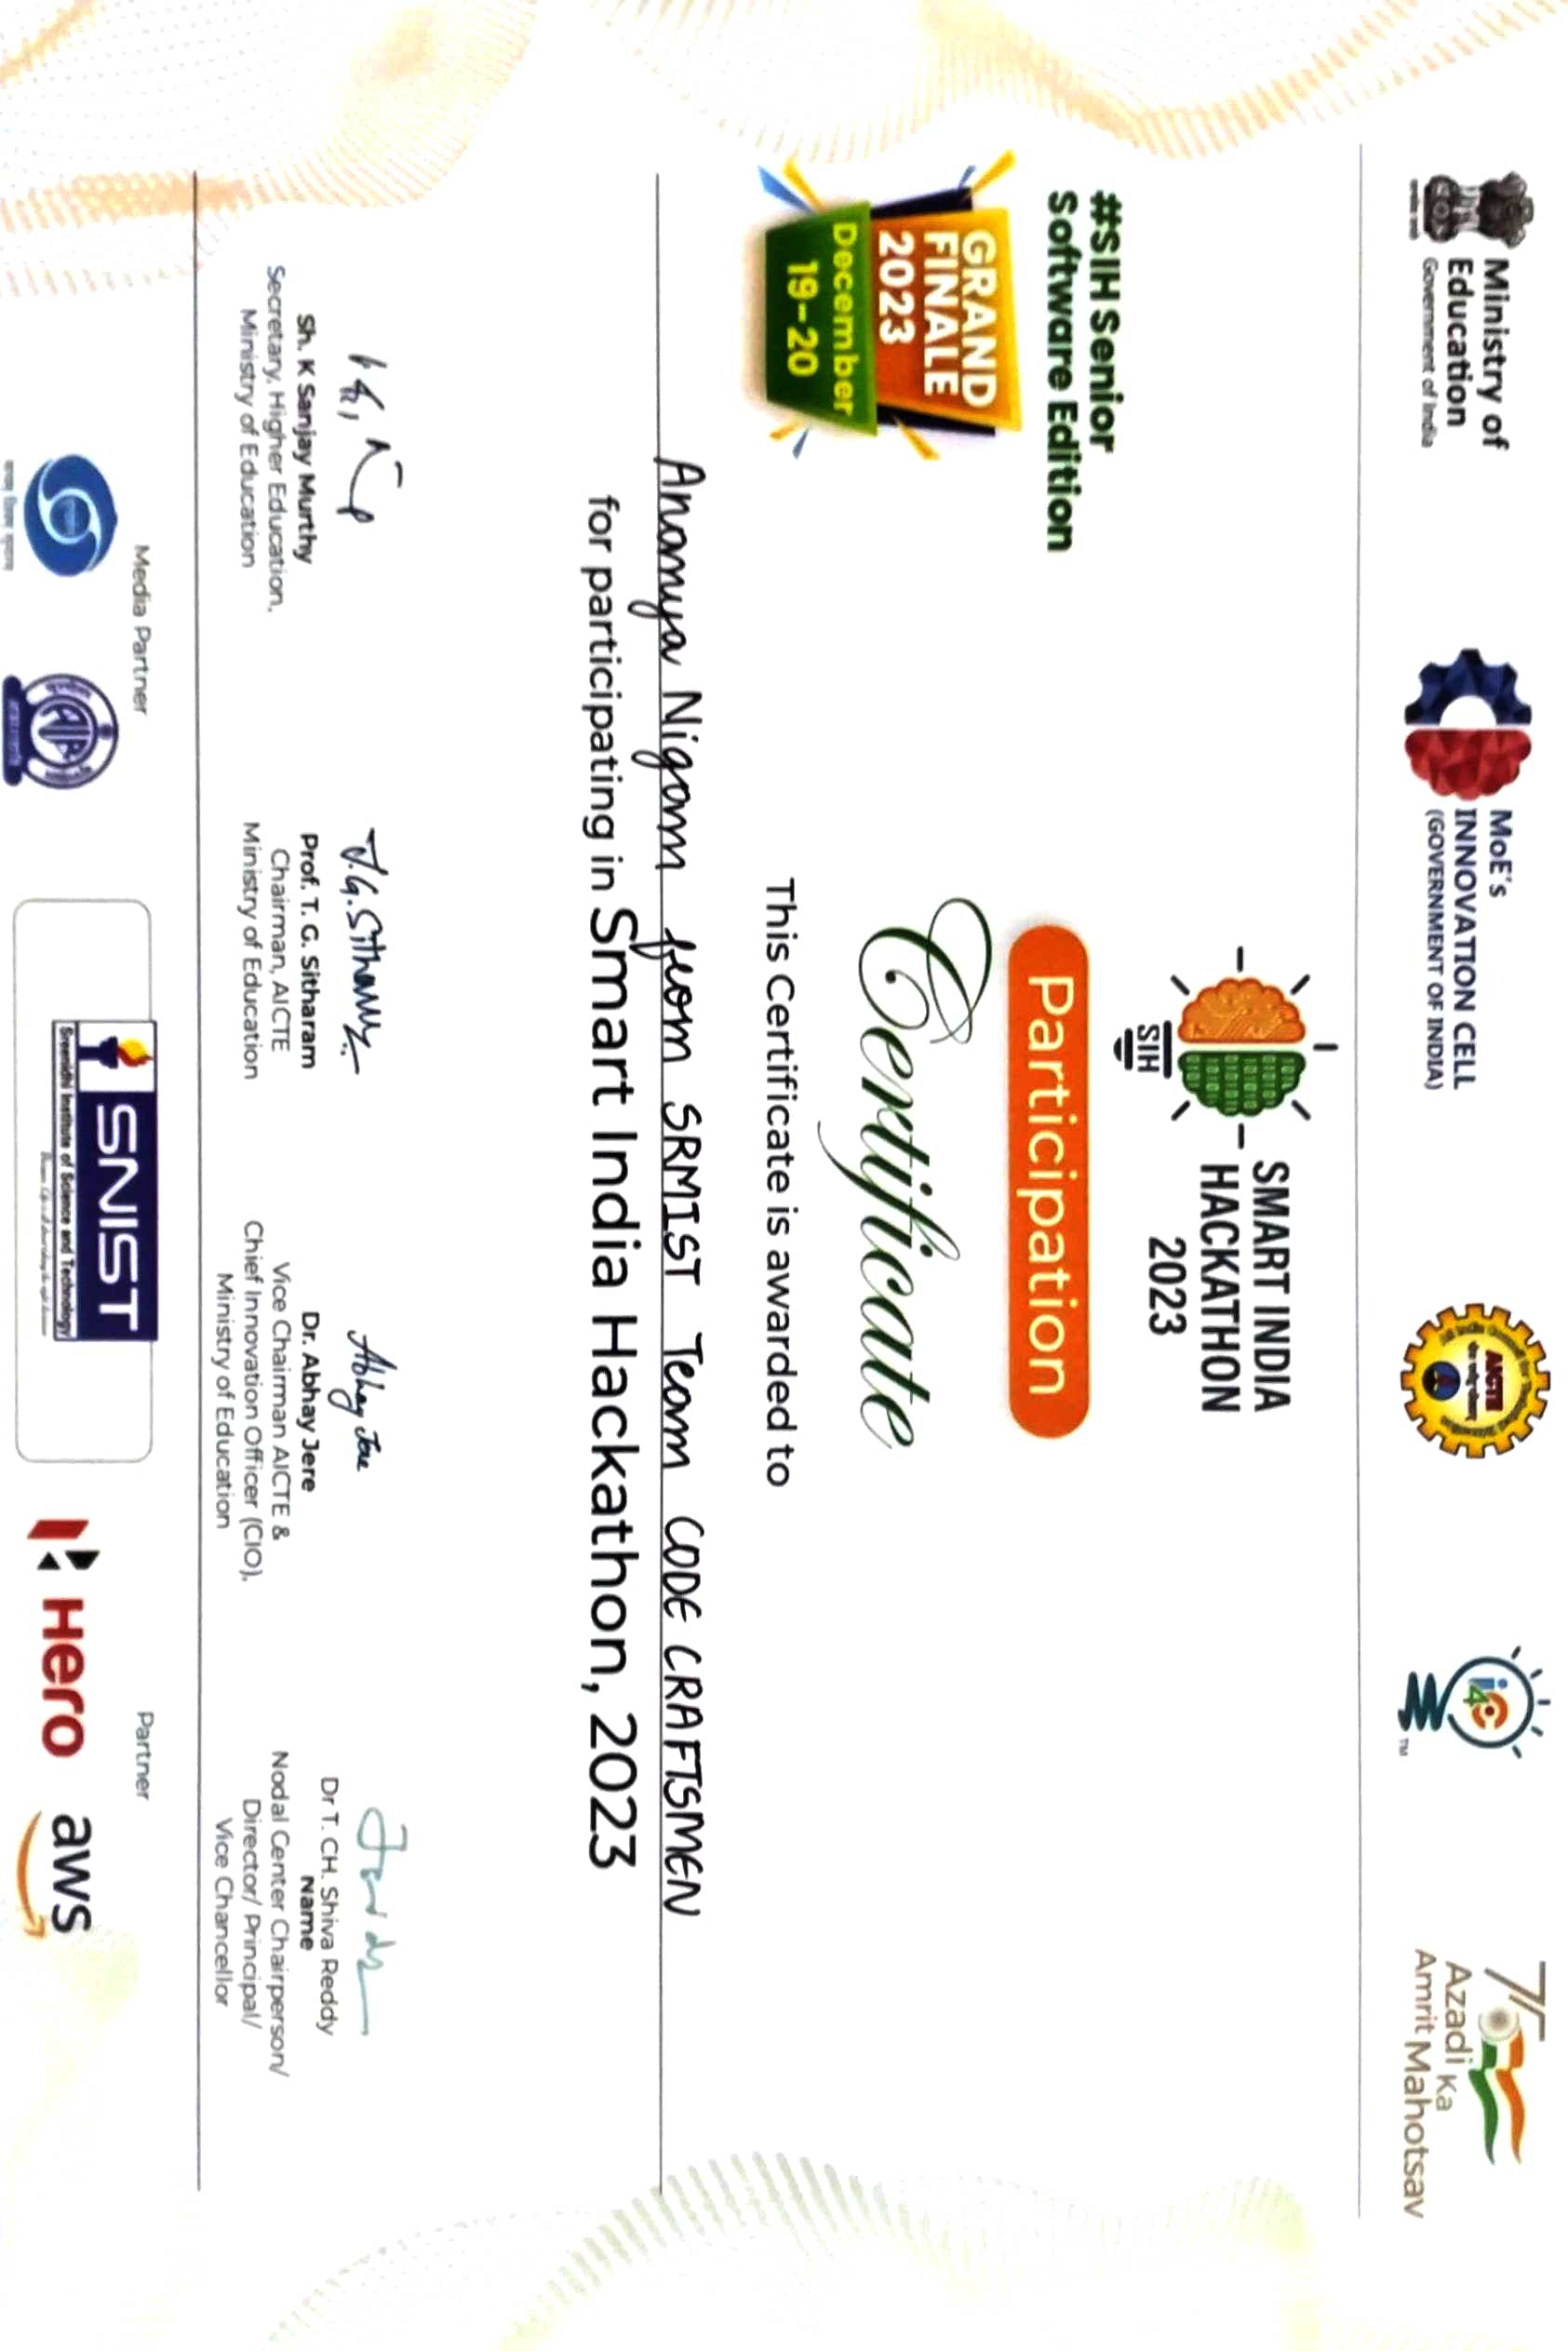 Ministry of
Education
Government of India
MoE's
INNOVATION CELL
(GOVERNMENT OF INDIA)
AICTE
i4C
TM
75
Azadi Ka
Amrit Mahotsav
#SIH Senior
Software Edition
GRAND
FINALE
2023
December
19-20
SIH
SMART INDIA
HACKATHON
2023
Participation
Certificate
This Certificate is awarded to
Ananya Nigam from SRMIST Team CODE CRAFTSMEN
for participating in Smart India Hackathon, 2023
T.G. Sitharam
Abhay Jere
Sh. K Sanjay Murthy
Secretary, Higher Education,
Ministry of Education
Prof. T. G. Sitharam
Chairman, AICTE
Ministry of Education
Dr. Abhay Jere
Vice Chairman AICTE &
Chief Innovation Officer (CIO),
Ministry of Education
Dr T. CH. Shiva Reddy
Name
Nodal Center Chairperson/
Director/ Principal/
Vice Chancellor
Media Partner
AIR
SNIST
Sreenidhi Institute of Science and Technology
Partner
Hero
aws